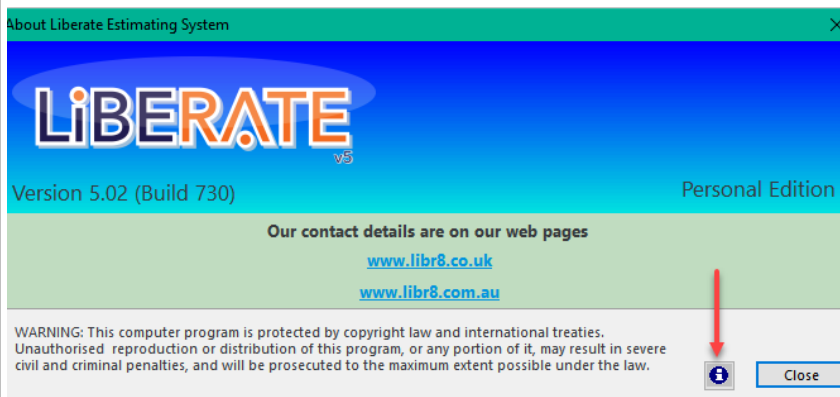 About Liberate Estimating System
LiBERATE
v5
Version 5.02 (Build 730)
Personal Edition
Our contact details are on our web pages
www.libr8.co.uk
www.libr8.com.au
WARNING: This computer program is protected by copyright law and international treaties.
Unauthorised reproduction or distribution of this program, or any portion of it, may result in severe
civil and criminal penalties, and will be prosecuted to the maximum extent possible under the law.
Close